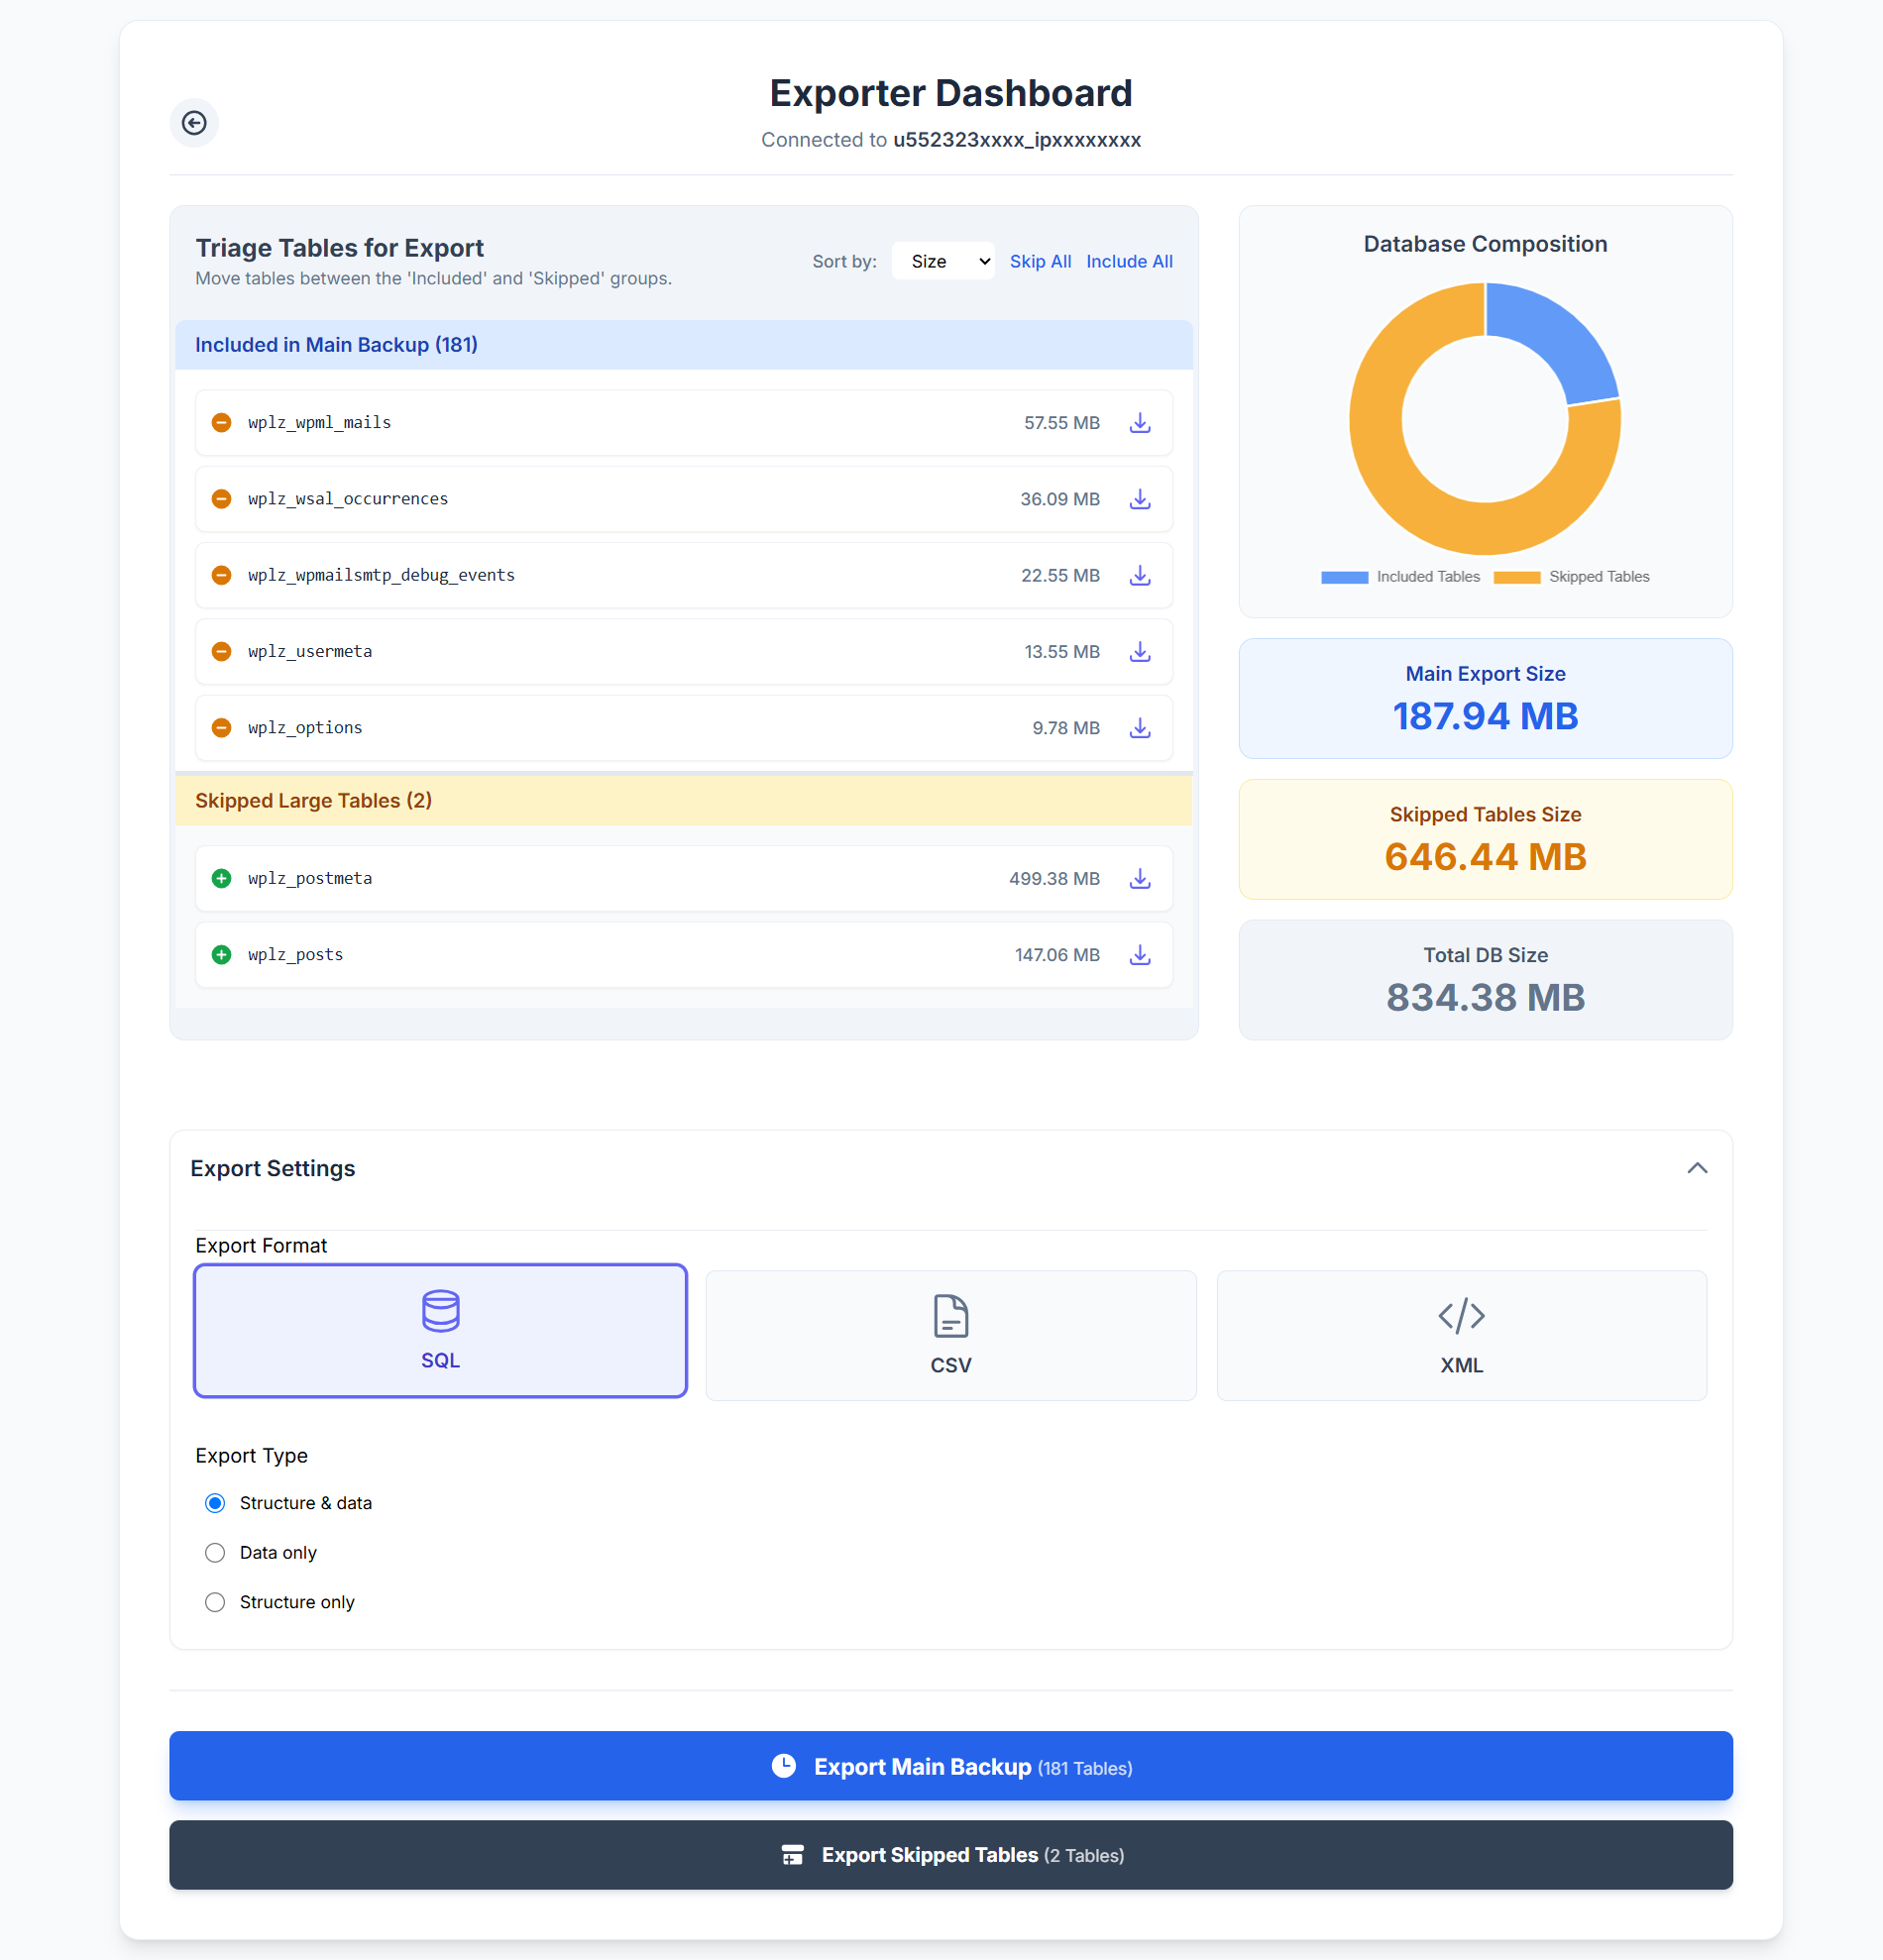 Exporter Dashboard
Connected to u552323xxxx_ipxxxxxxxx
Triage Tables for Export
Move tables between the 'Included' and 'Skipped' groups.
Sort by: Size Skip All Include All
Included in Main Backup (181)
wplz_wpml_mails 57.55 MB
wplz_wsal_occurrences 36.09 MB
wplz_wpmailsmtp_debug_events 22.55 MB
wplz_usermeta 13.55 MB
wplz_options 9.78 MB
Skipped Large Tables (2)
wplz_postmeta 499.38 MB
wplz_posts 147.06 MB
Database Composition
Included Tables Skipped Tables
Main Export Size
187.94 MB
Skipped Tables Size
646.44 MB
Total DB Size
834.38 MB
Export Settings
Export Format
SQL
CSV
XML
Export Type
Structure & data
Data only
Structure only
Export Main Backup (181 Tables)
Export Skipped Tables (2 Tables)